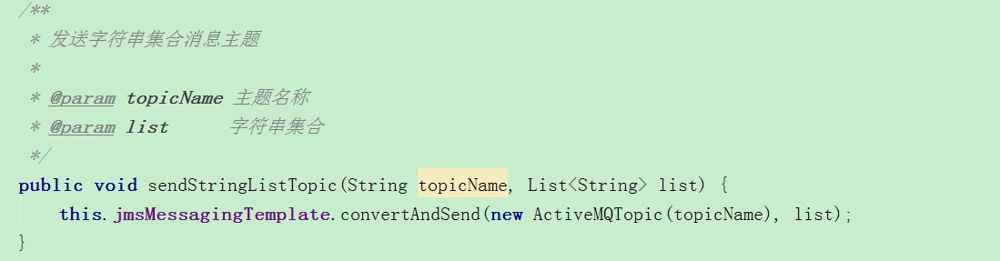 /**
 * 发送字符串集合消息主题
 *
 * @param topicName 主题名称
 * @param list      字符串集合
 */
public void sendStringListTopic(String topicName, List<String> list) {
    this.jmsMessagingTemplate.convertAndSend(new ActiveMQTopic(topicName), list);
}